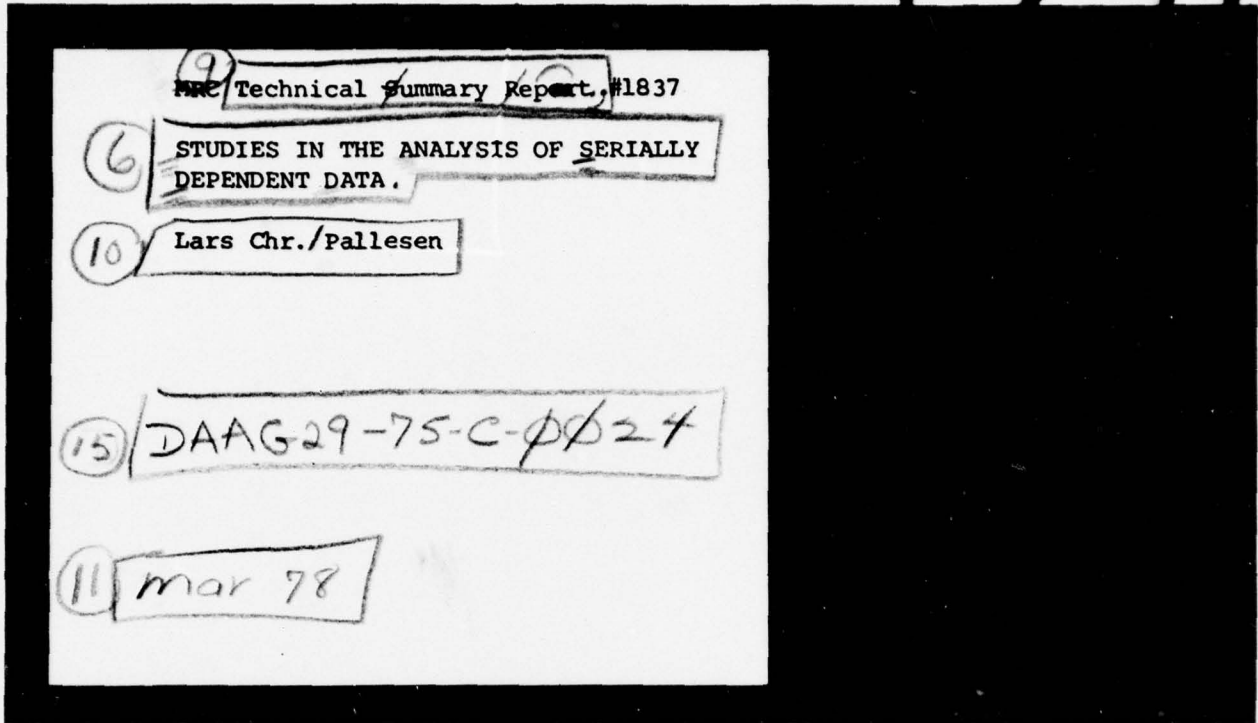 9
MRC Technical Summary Report. #1837
6
STUDIES IN THE ANALYSIS OF SERIALLY
DEPENDENT DATA.
10
Lars Chr./Pallesen
15
DAAG29-75-C-0024
11
mar 78